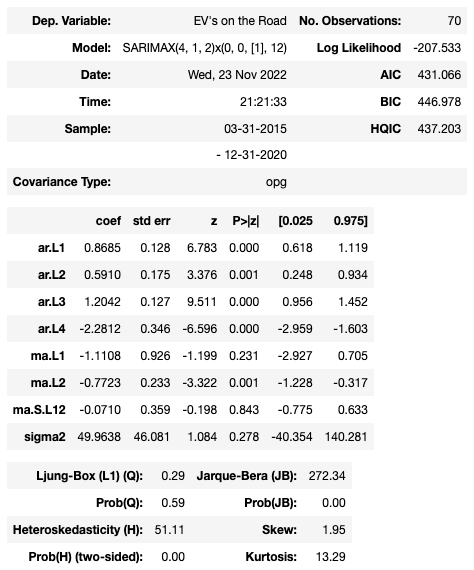 Dep. Variable: EV's on the Road No. Observations: 70
Model: SARIMAX(4, 1, 2)x(0, 0, [1], 12) Log Likelihood -207.533
Date: Wed, 23 Nov 2022 AIC 431.066
Time: 21:21:33 BIC 446.978
Sample: 03-31-2015 HQIC 437.203
- 12-31-2020
Covariance Type: opg
coef std err z P>|z| [0.025 0.975]
ar.L1 0.8685 0.128 6.783 0.000 0.618 1.119
ar.L2 0.5910 0.175 3.376 0.001 0.248 0.934
ar.L3 1.2042 0.127 9.511 0.000 0.956 1.452
ar.L4 -2.2812 0.346 -6.596 0.000 -2.959 -1.603
ma.L1 -1.1108 0.926 -1.199 0.231 -2.927 0.705
ma.L2 -0.7723 0.233 -3.322 0.001 -1.228 -0.317
ma.S.L12 -0.0710 0.359 -0.198 0.843 -0.775 0.633
sigma2 49.9638 46.081 1.084 0.278 -40.354 140.281
Ljung-Box (L1) (Q): 0.29 Jarque-Bera (JB): 272.34
Prob(Q): 0.59 Prob(JB): 0.00
Heteroskedasticity (H): 51.11 Skew: 1.95
Prob(H) (two-sided): 0.00 Kurtosis: 13.29